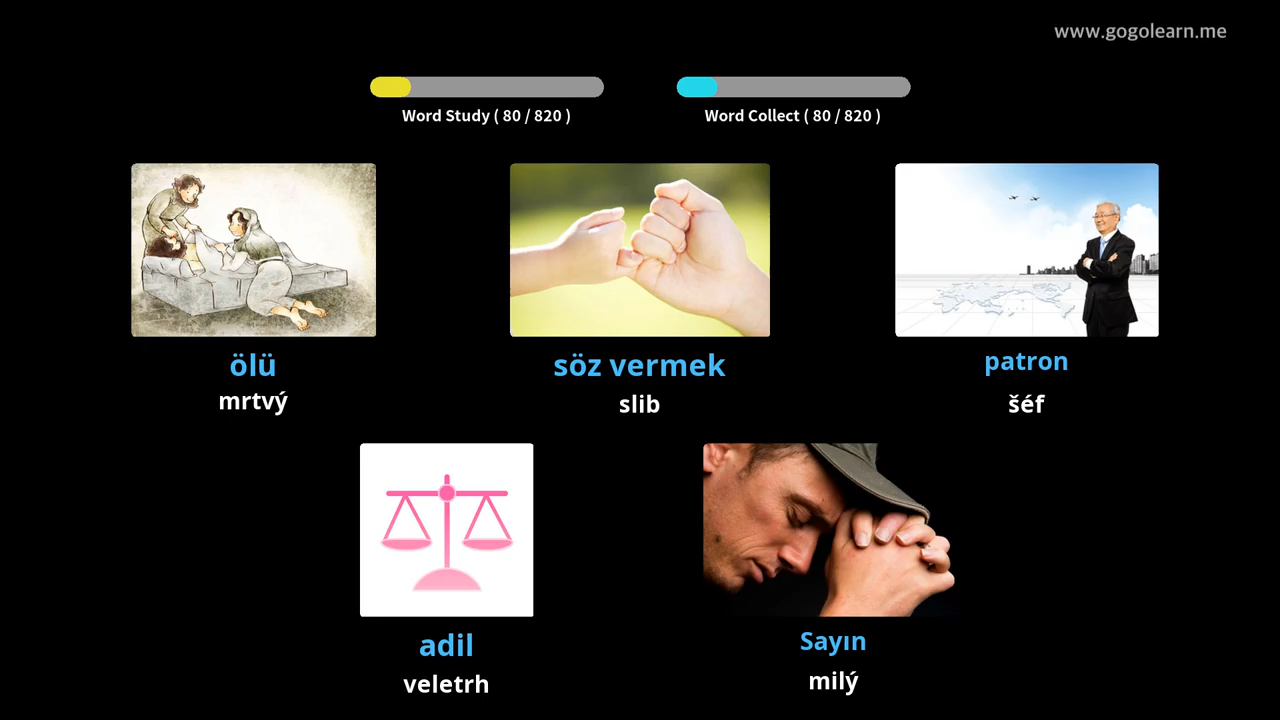 www.gogolearn.me
Word Study ( 80 / 820 )
Word Collect ( 80 / 820 )
ölü
mrtvý
söz vermek
slib
patron
šéf
adil
veletrh
Sayın
milý